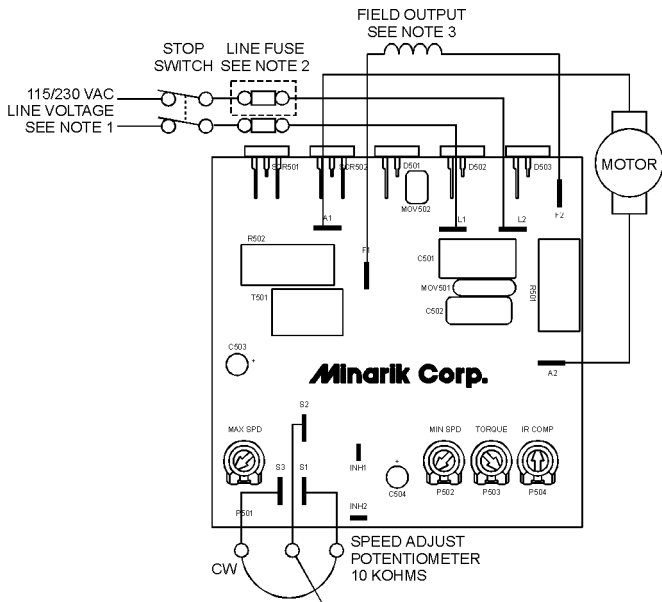 FIELD OUTPUT
SEE NOTE 3
STOP
SWITCH
LINE FUSE
SEE NOTE 2
115/230 VAC
LINE VOLTAGE
SEE NOTE 1
MOTOR
SCR501
SCR502
D501
D502
D503
MOV502
A1
L1
L2
F2
R502
F1
C501
T501
MOV501
C502
R501
C503
+
Minarik Corp.
A2
S2
MAX SPD
MIN SPD
TORQUE
IR COMP
S3
S1
INH1
+
C504
P502
P503
P504
P501
INH2
CW
SPEED ADJUST
POTENTIOMETER
10 KOHMS